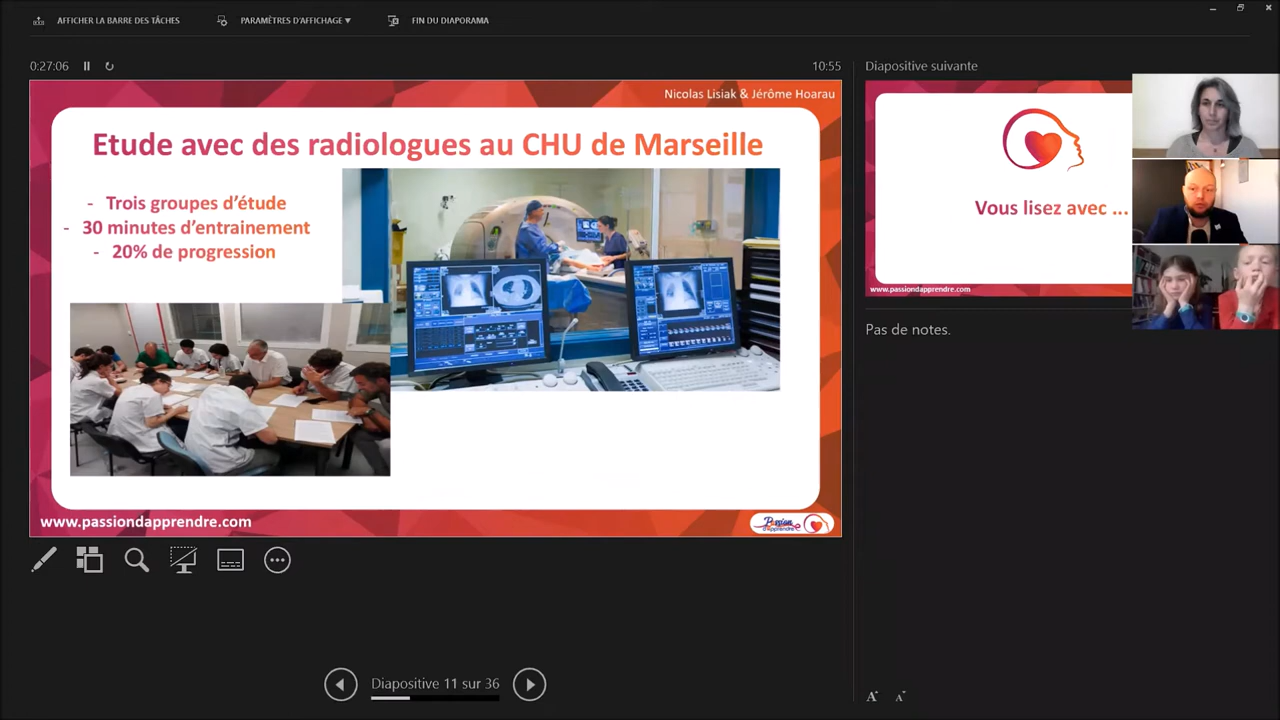 AFFICHER LA BARRE DES TÂCHES
PARAMÈTRES D'AFFICHAGE ▼
FIN DU DIAPORAMA
0:27:06
10:55
Nicolas Lisiak & Jérôme Hoarau
Etude avec des radiologues au CHU de Marseille
- Trois groupes d'étude
- 30 minutes d'entrainement
- 20% de progression
www.passiondapprendre.com
Passion
d'apprendre
Diapositive suivante
Vous lisez avec ...
www.passiondapprendre.com
Pas de notes.
Diapositive 11 sur 36
A A